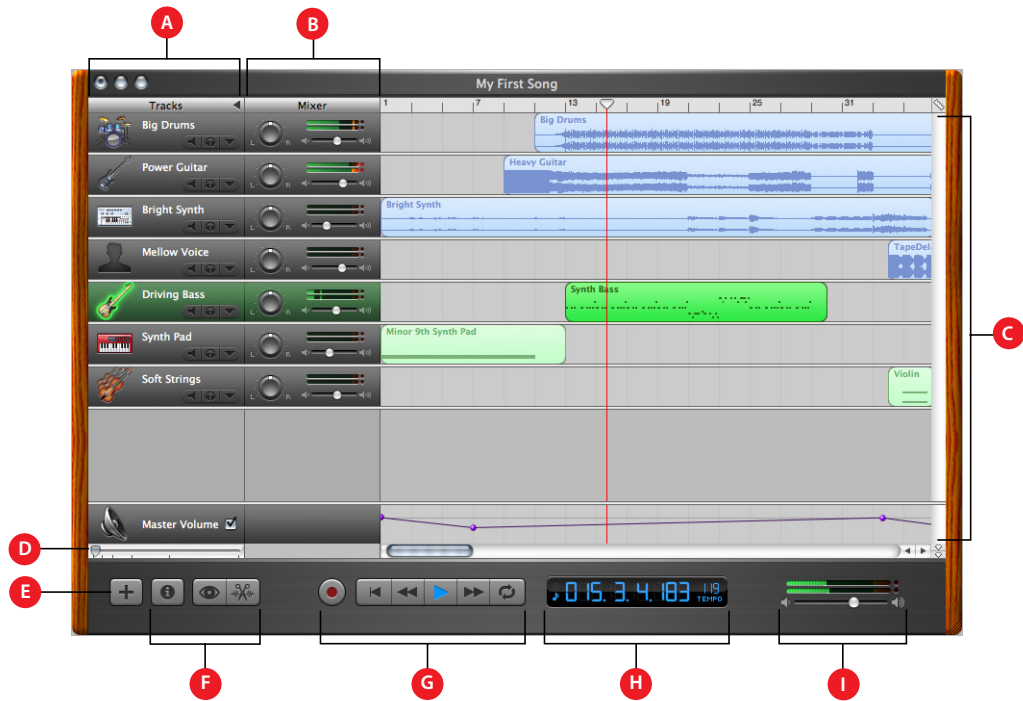 A
B
My First Song
Tracks
Mixer
1 7 13 19 25 31
Big Drums
L R
Big Drums
Power Guitar
L R
Heavy Guitar
Bright Synth
L R
Bright Synth
Mellow Voice
L R
TapeDel
Driving Bass
L R
Synth Bass
Synth Pad
L R
Minor 9th Synth Pad
Soft Strings
L R
Violin
C
Master Volume
D
E
015. 3. 4.183 119
TEMPO
F
G
H
I